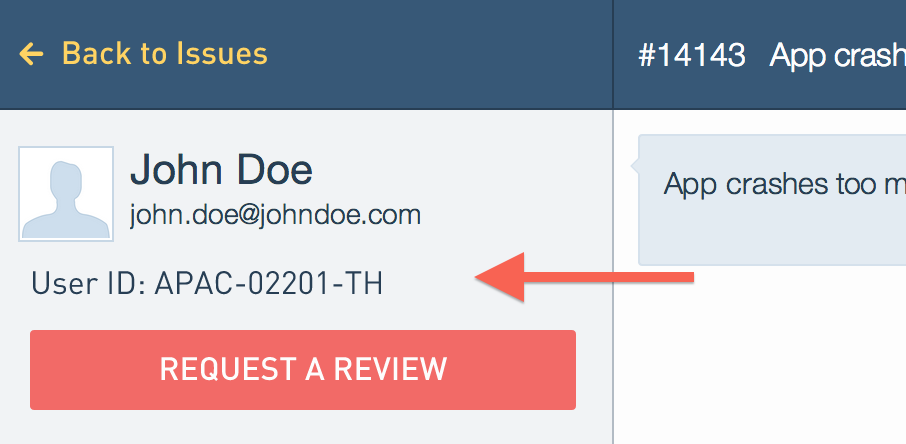 Back to Issues
#14143 App crash
John Doe
john.doe@johndoe.com
User ID: APAC-02201-TH
REQUEST A REVIEW
App crashes too m